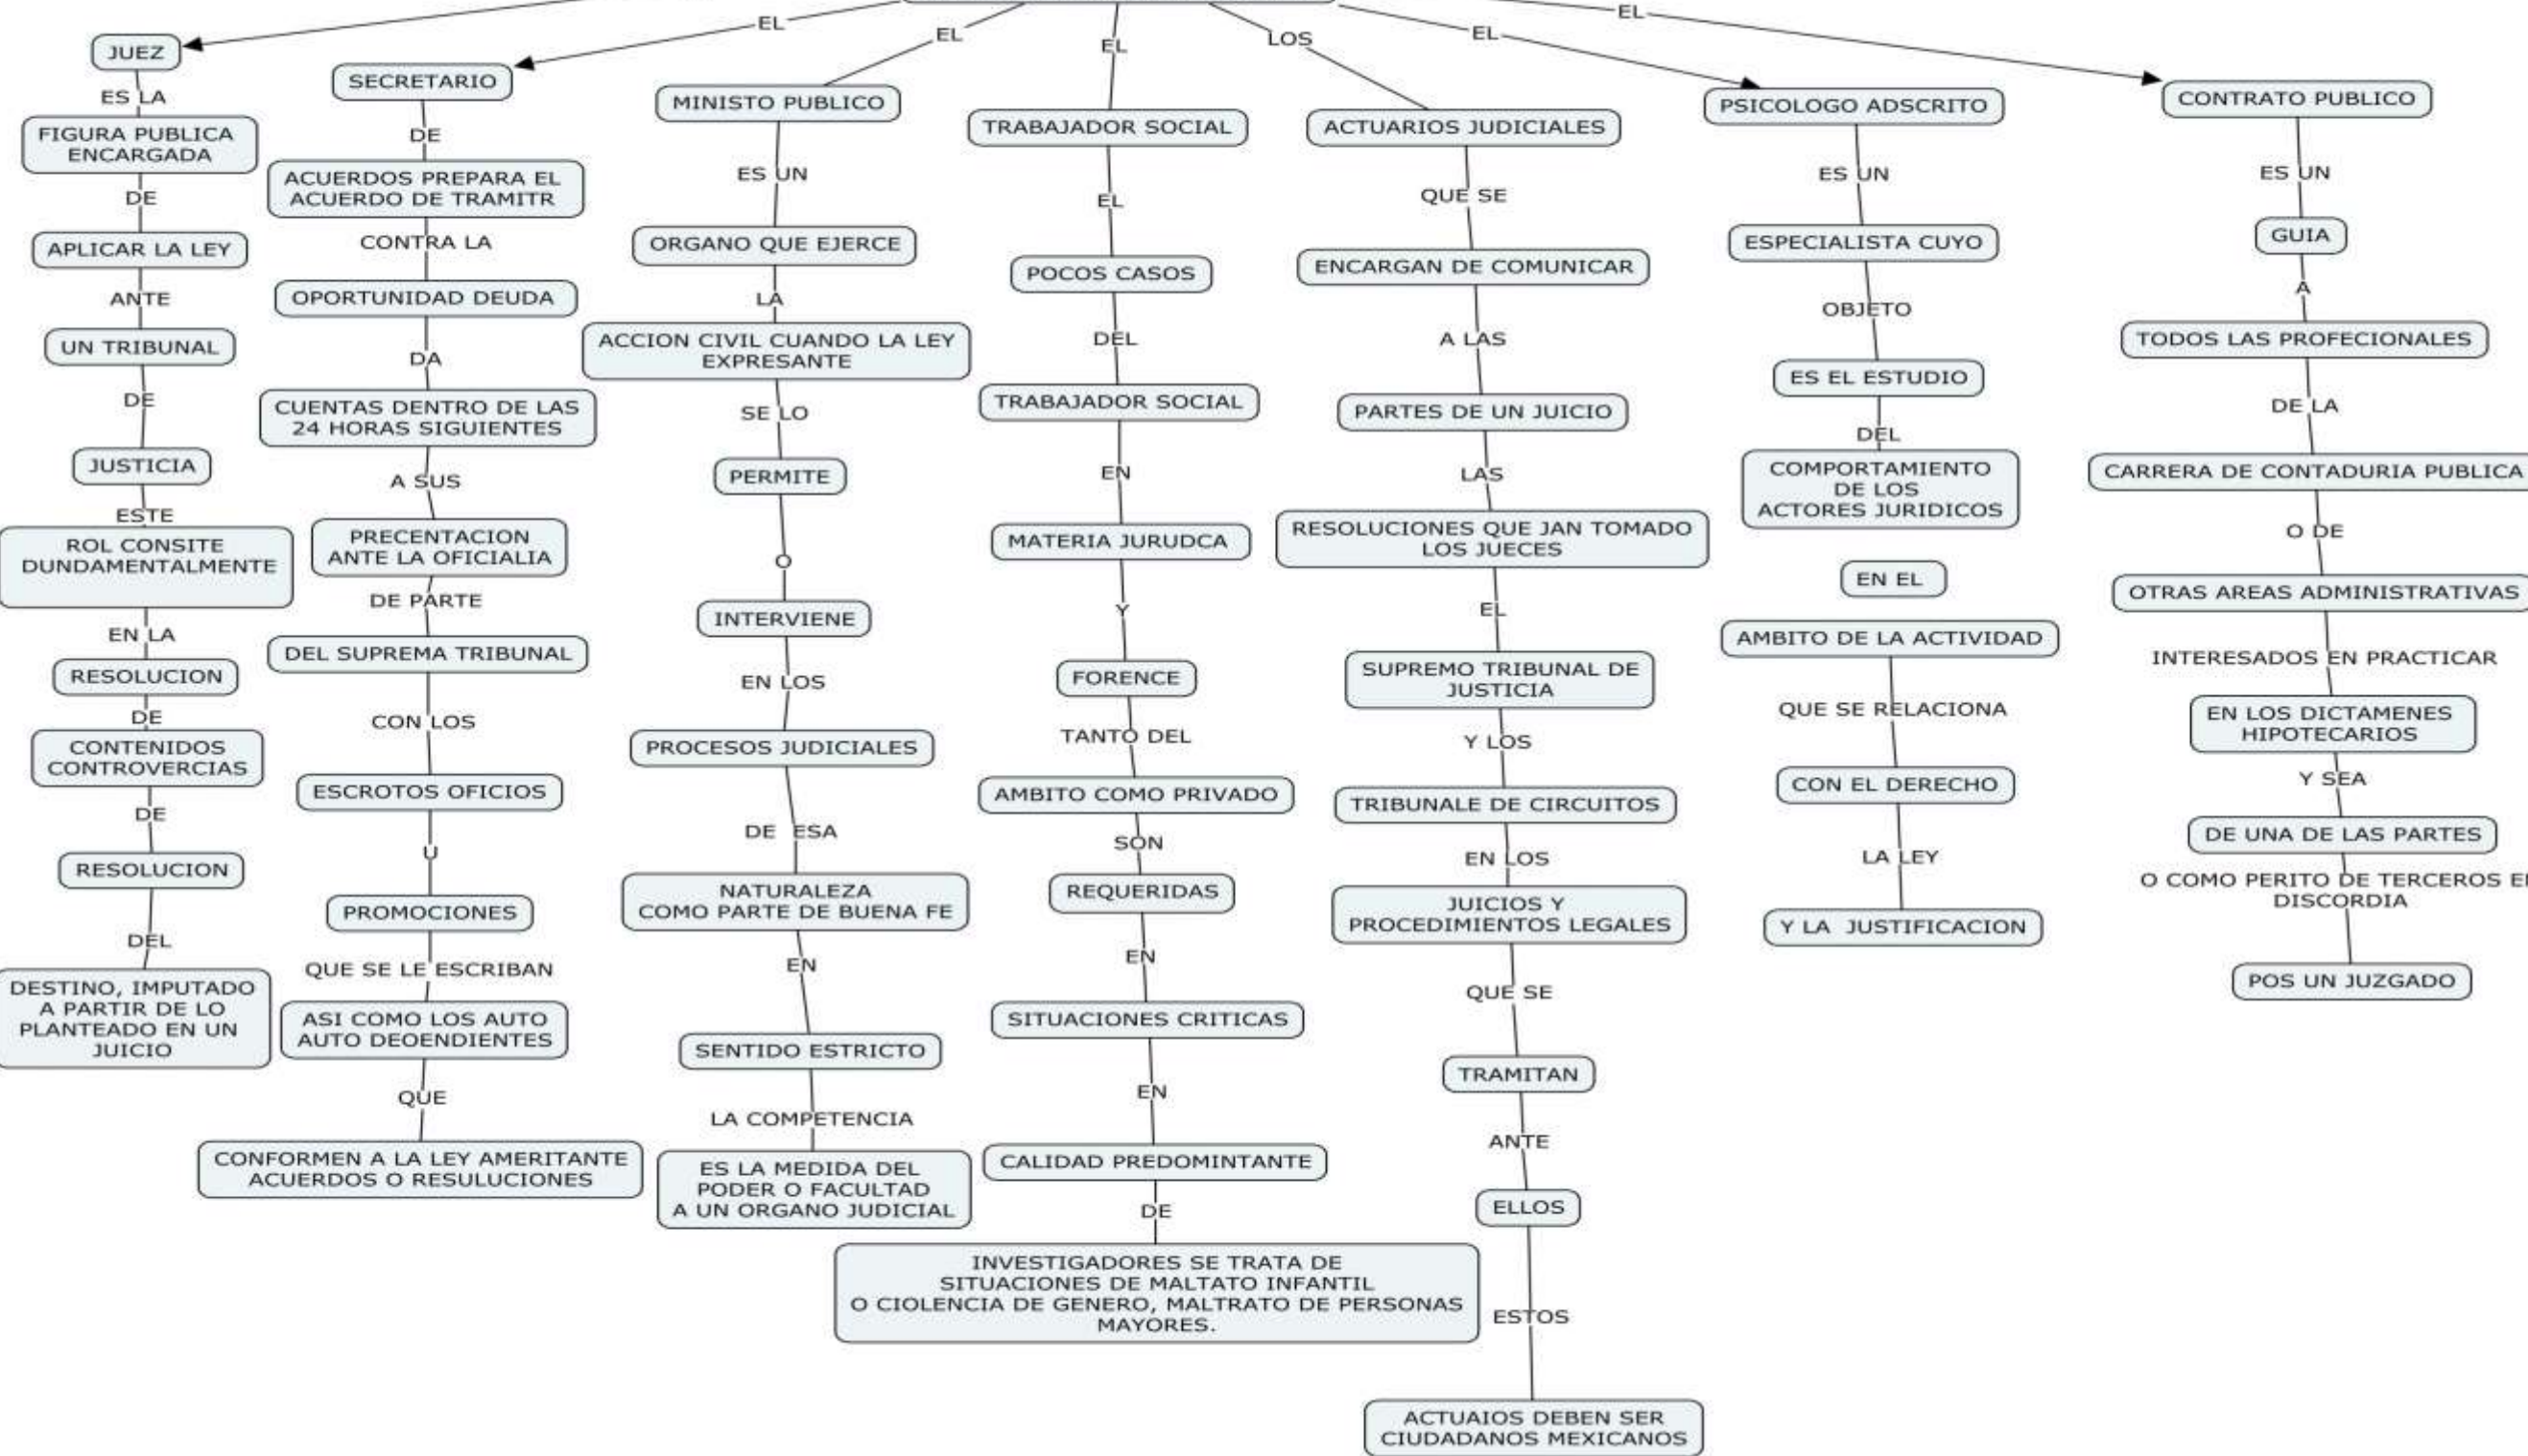 EL
EL
EL
LOS
EL
EL
JUEZ
ES LA
FIGURA PUBLICA
ENCARGADA
DE
APLICAR LA LEY
ANTE
UN TRIBUNAL
DE
JUSTICIA
ESTE
ROL CONSITE
DUNDAMENTALMENTE
EN LA
RESOLUCION
DE
CONTENIDOS
CONTROVERCIAS
DE
RESOLUCION
DEL
DESTINO, IMPUTADO
A PARTIR DE LO
PLANTEADO EN UN
JUICIO
SECRETARIO
DE
ACUERDOS PREPARA EL
ACUERDO DE TRAMITR
CONTRA LA
OPORTUNIDAD DEUDA
DA
CUENTAS DENTRO DE LAS
24 HORAS SIGUIENTES
A SUS
PRECENTACION
ANTE LA OFICIALIA
DE PARTE
DEL SUPREMA TRIBUNAL
CON LOS
ESCROTOS OFICIOS
U
PROMOCIONES
QUE SE LE ESCRIBAN
ASI COMO LOS AUTO
AUTO DEOENDIENTES
QUE
CONFORMEN A LA LEY AMERITANTE
ACUERDOS O RESULUCIONES
MINISTO PUBLICO
ES UN
ORGANO QUE EJERCE
LA
ACCION CIVIL CUANDO LA LEY
EXPRESANTE
SE LO
PERMITE
O
INTERVIENE
EN LOS
PROCESOS JUDICIALES
DE ESA
NATURALEZA
COMO PARTE DE BUENA FE
EN
SENTIDO ESTRICTO
LA COMPETENCIA
ES LA MEDIDA DEL
PODER O FACULTAD
A UN ORGANO JUDICIAL
TRABAJADOR SOCIAL
EL
POCOS CASOS
DEL
TRABAJADOR SOCIAL
EN
MATERIA JURUDCA
Y
FORENCE
TANTO DEL
AMBITO COMO PRIVADO
SON
REQUERIDAS
EN
SITUACIONES CRITICAS
EN
CALIDAD PREDOMINTANTE
DE
INVESTIGADORES SE TRATA DE
SITUACIONES DE MALTATO INFANTIL
O CIOLENCIA DE GENERO, MALTRATO DE PERSONAS
MAYORES.
ACTUARIOS JUDICIALES
QUE SE
ENCARGAN DE COMUNICAR
A LAS
PARTES DE UN JUICIO
LAS
RESOLUCIONES QUE JAN TOMADO
LOS JUECES
EL
SUPREMO TRIBUNAL DE
JUSTICIA
Y LOS
TRIBUNALE DE CIRCUITOS
EN LOS
JUICIOS Y
PROCEDIMIENTOS LEGALES
QUE SE
TRAMITAN
ANTE
ELLOS
ESTOS
ACTUAIOS DEBEN SER
CIUDADANOS MEXICANOS
PSICOLOGO ADSCRITO
ES UN
ESPECIALISTA CUYO
OBJETO
ES EL ESTUDIO
DEL
COMPORTAMIENTO
DE LOS
ACTORES JURIDICOS
EN EL
AMBITO DE LA ACTIVIDAD
QUE SE RELACIONA
CON EL DERECHO
LA LEY
Y LA JUSTIFICACION
CONTRATO PUBLICO
ES UN
GUIA
A
TODOS LAS PROFECIONALES
DE LA
CARRERA DE CONTADURIA PUBLICA
O DE
OTRAS AREAS ADMINISTRATIVAS
INTERESADOS EN PRACTICAR
EN LOS DICTAMENES
HIPOTECARIOS
Y SEA
DE UNA DE LAS PARTES
O COMO PERITO DE TERCEROS
DISCORDIA
POS UN JUZGADO